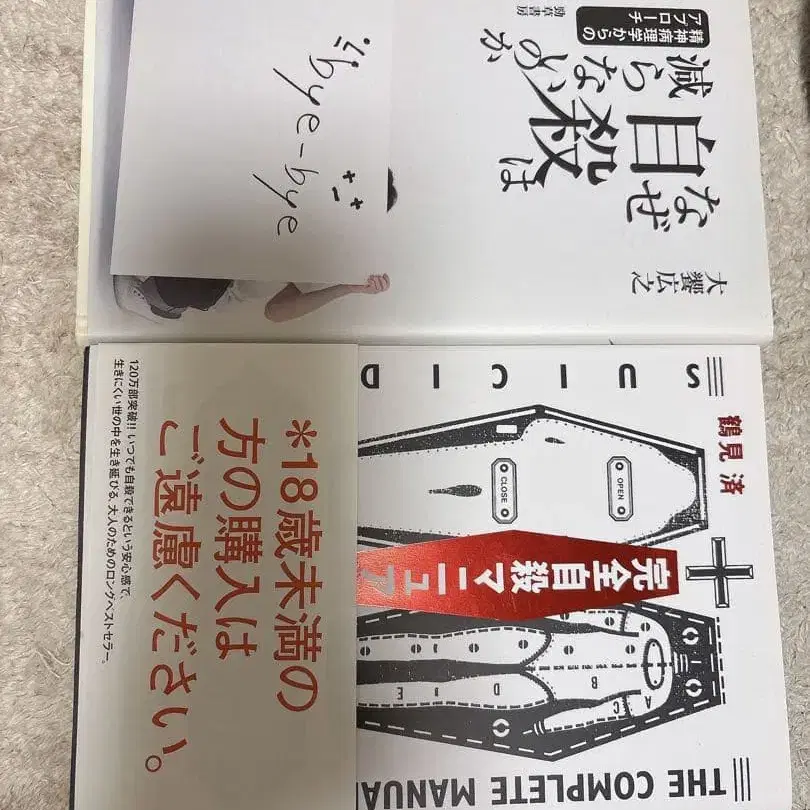 精神病理学からの
アプローチ
なぜ
自殺は
減らないのか
大饗広之
勁草書房
bye-bye
THE COMPLETE MANUA
SUICID
鶴見 済
完全自殺マニュア
OPEN
CLOSE
A
B
C
D
E
*18歳未満の
方の購入は
ご遠慮ください。
120万部突破!! いつでも自殺できるという安心感で、
生きにくい世の中を生き延びる、大人のためのロングベストセラー。